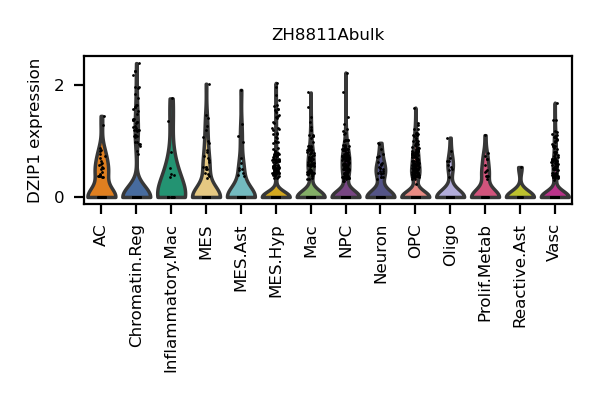 ZH8811Abulk
DZIP1 expression
2
0
AC
Chromatin.Reg
Inflammatory.Mac
MES
MES.Ast
MES.Hyp
Mac
NPC
Neuron
OPC
Oligo
Prolif.Metab
Reactive.Ast
Vasc